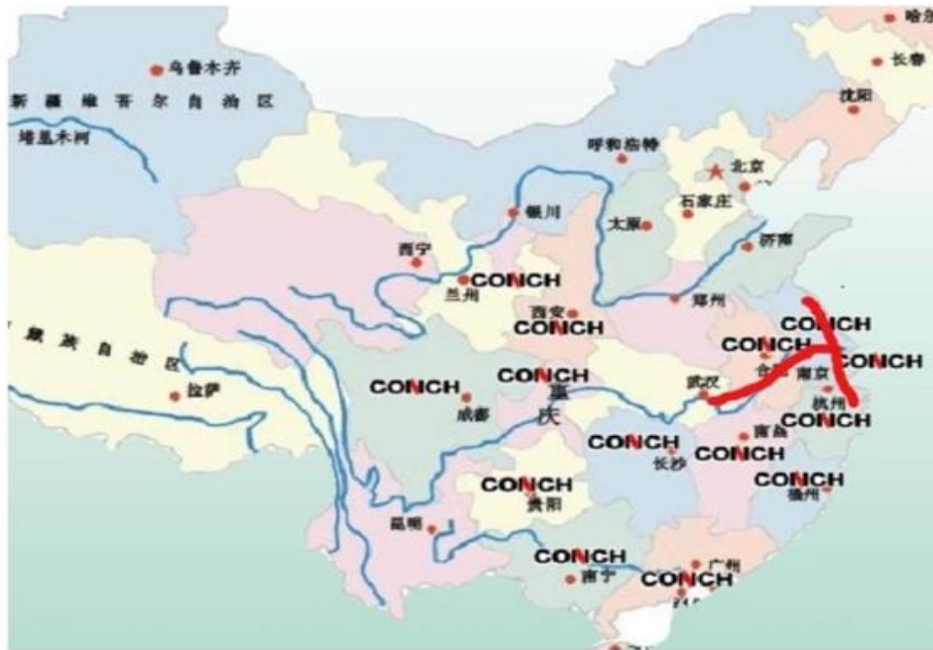 哈尔
乌鲁木齐
长春
新疆维吾尔自治区
沈阳
塔里木河
呼和浩特
北京
银川
石家庄
太原
济南
西宁
CONCH
兰州
郑州
西安
CONCH
CONCH
CONCH
CONCH
藏族自治区
CONCH
CONCH
拉萨
成都
重庆
武汉
南京
杭州
CONCH
南昌
CONCH
长沙
CONCH
CONCH
贵阳
CONCH
福州
昆明
CONCH
南宁
广州
CONCH